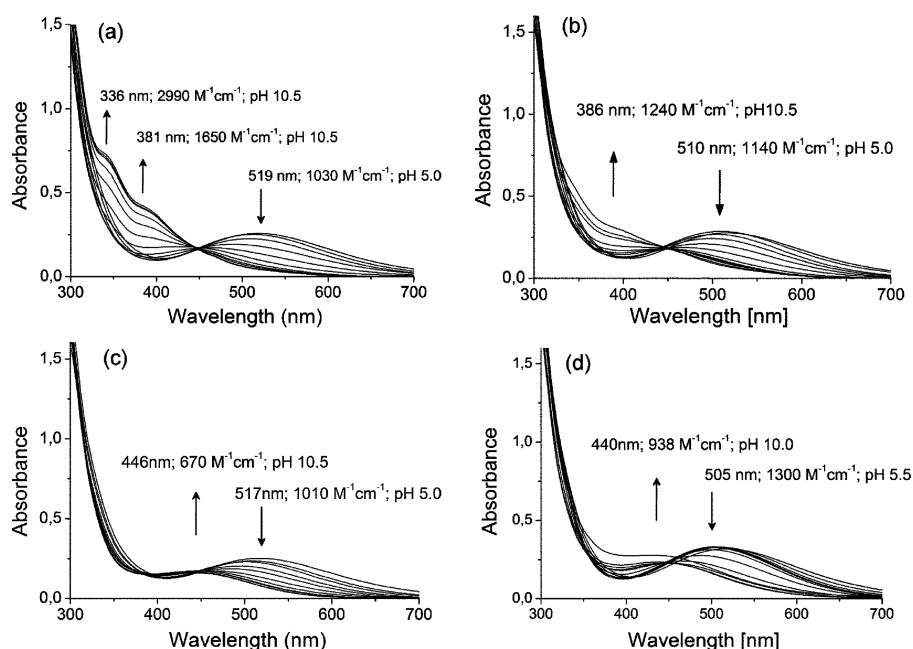 (a)
336 nm; 2990 M⁻¹cm⁻¹; pH 10.5
381 nm; 1650 M⁻¹cm⁻¹; pH 10.5
519 nm; 1030 M⁻¹cm⁻¹; pH 5.0
Absorbance
1,5
1,0
0,5
0,0
300 400 500 600 700
Wavelength (nm)
(b)
386 nm; 1240 M⁻¹cm⁻¹; pH10.5
510 nm; 1140 M⁻¹cm⁻¹; pH 5.0
Absorbance
1,5
1,0
0,5
0,0
300 400 500 600 700
Wavelength [nm]
(c)
446nm; 670 M⁻¹cm⁻¹; pH 10.5
517nm; 1010 M⁻¹cm⁻¹; pH 5.0
Absorbance
1,5
1,0
0,5
0,0
300 400 500 600 700
Wavelength (nm)
(d)
440nm; 938 M⁻¹cm⁻¹; pH 10.0
505 nm; 1300 M⁻¹cm⁻¹; pH 5.5
Absorbance
1,5
1,0
0,5
0,0
300 400 500 600 700
Wavelength [nm]